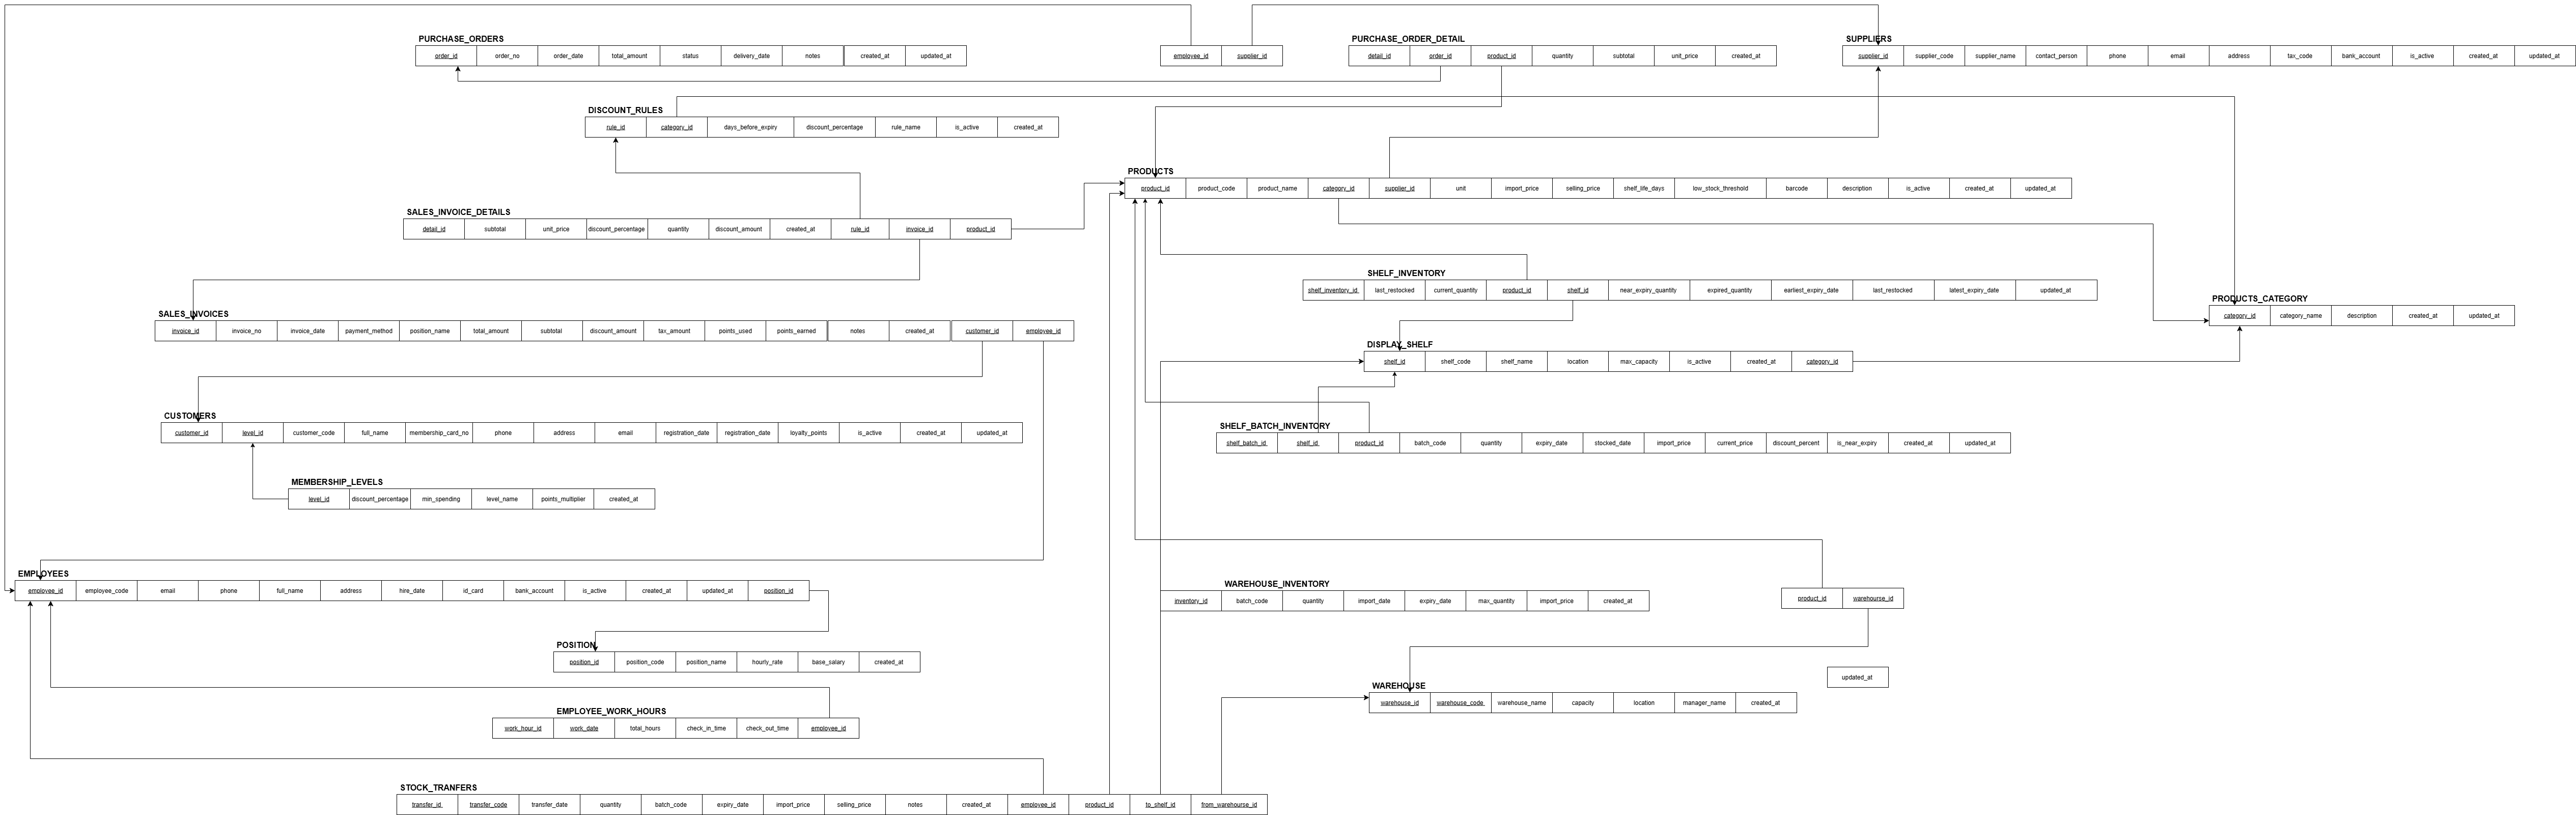 PURCHASE_ORDERS
order_id order_no order_date total_amount status delivery_date notes created_at updated_at
employee_id supplier_id
PURCHASE_ORDER_DETAIL
detail_id order_id product_id quantity subtotal unit_price created_at
SUPPLIERS
supplier_id supplier_code supplier_name contact_person phone email address tax_code bank_account is_active created_at updated_at
DISCOUNT_RULES
rule_id category_id days_before_expiry discount_percentage rule_name is_active created_at
PRODUCTS
product_id product_code product_name category_id supplier_id unit import_price selling_price shelf_life_days low_stock_threshold barcode description is_active created_at updated_at
SALES_INVOICE_DETAILS
detail_id subtotal unit_price discount_percentage quantity discount_amount created_at rule_id invoice_id product_id
SHELF_INVENTORY
shelf_inventory_id last_restocked current_quantity product_id shelf_id near_expiry_quantity expired_quantity earliest_expiry_date last_restocked latest_expiry_date updated_at
PRODUCTS_CATEGORY
category_id category_name description created_at updated_at
SALES_INVOICES
invoice_id invoice_no invoice_date payment_method position_name total_amount subtotal discount_amount tax_amount points_used points_earned notes created_at customer_id employee_id
DISPLAY_SHELF
shelf_id shelf_code shelf_name location max_capacity is_active created_at category_id
CUSTOMERS
customer_id level_id customer_code full_name membership_card_no phone address email registration_date registration_date loyalty_points is_active created_at updated_at
SHELF_BATCH_INVENTORY
shelf_batch_id shelf_id product_id batch_code quantity expiry_date stocked_date import_price current_price discount_percent is_near_expiry created_at updated_at
MEMBERSHIP_LEVELS
level_id discount_percentage min_spending level_name points_multiplier created_at
EMPLOYEES
employee_id employee_code email phone full_name address hire_date id_card bank_account is_active created_at updated_at position_id
WAREHOUSE_INVENTORY
inventory_id batch_code quantity import_date expiry_date max_quantity import_price created_at
product_id warehourse_id
POSITION
position_id position_code position_name hourly_rate base_salary created_at
updated_at
WAREHOUSE
warehouse_id warehouse_code warehouse_name capacity location manager_name created_at
EMPLOYEE_WORK_HOURS
work_hour_id work_date total_hours check_in_time check_out_time employee_id
STOCK_TRANFERS
transfer_id transfer_code transfer_date quantity batch_code expiry_date import_price selling_price notes created_at employee_id product_id to_shelf_id from_warehourse_id